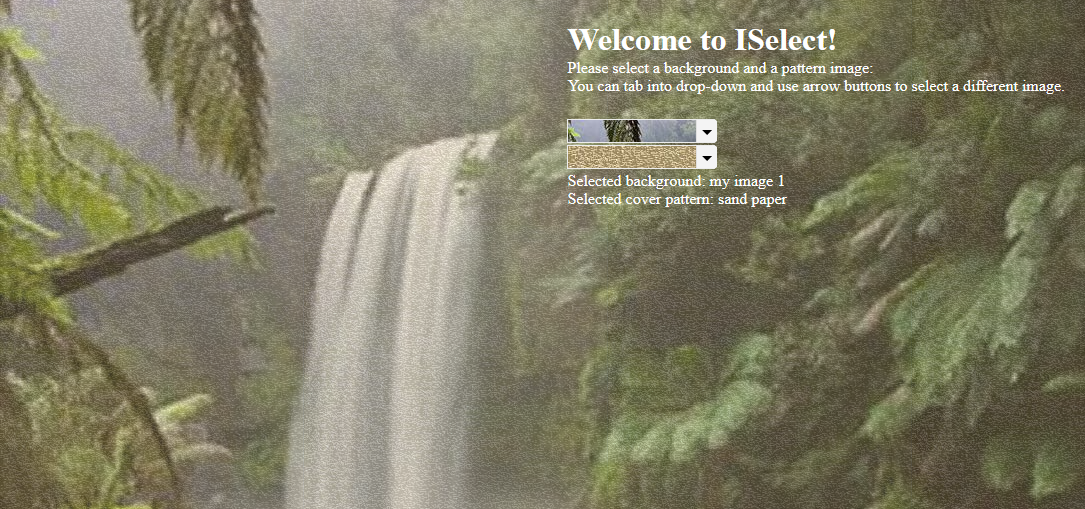 Welcome to ISelect!
Please select a background and a pattern image:
You can tab into drop-down and use arrow buttons to select a different image.
Selected background: my image 1
Selected cover pattern: sand paper